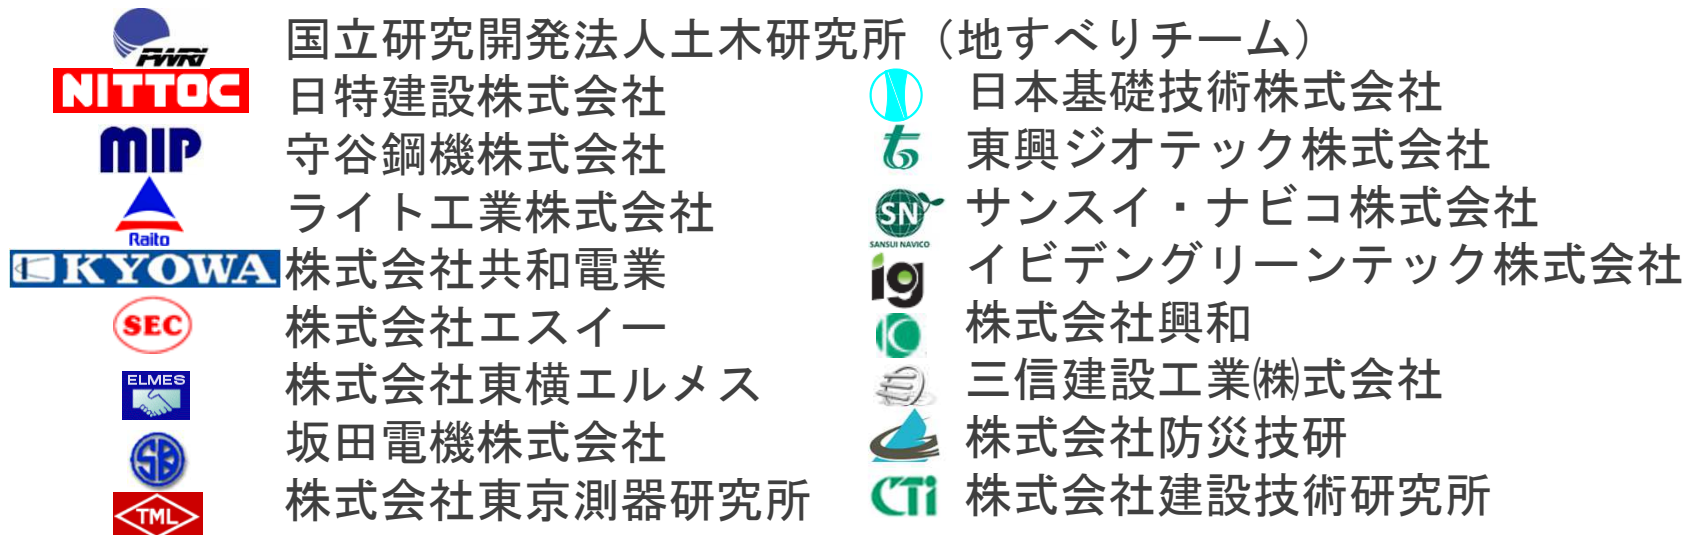 PWRI 国立研究開発法人土木研究所（地すべりチーム）
NITTOC 日特建設株式会社
MIP 守谷鋼機株式会社
Raito ライト工業株式会社
KYOWA 株式会社共和電業
SEC 株式会社エスイー
ELMES 株式会社東横エルメス
SB 坂田電機株式会社
TML 株式会社東京測器研究所
日本基礎技術株式会社
東興ジオテック株式会社
SN SANSUI NAVICO サンスイ・ナビコ株式会社
ig イビデングリーンテック株式会社
株式会社興和
三信建設工業㈱式会社
株式会社防災技研
CTi 株式会社建設技術研究所